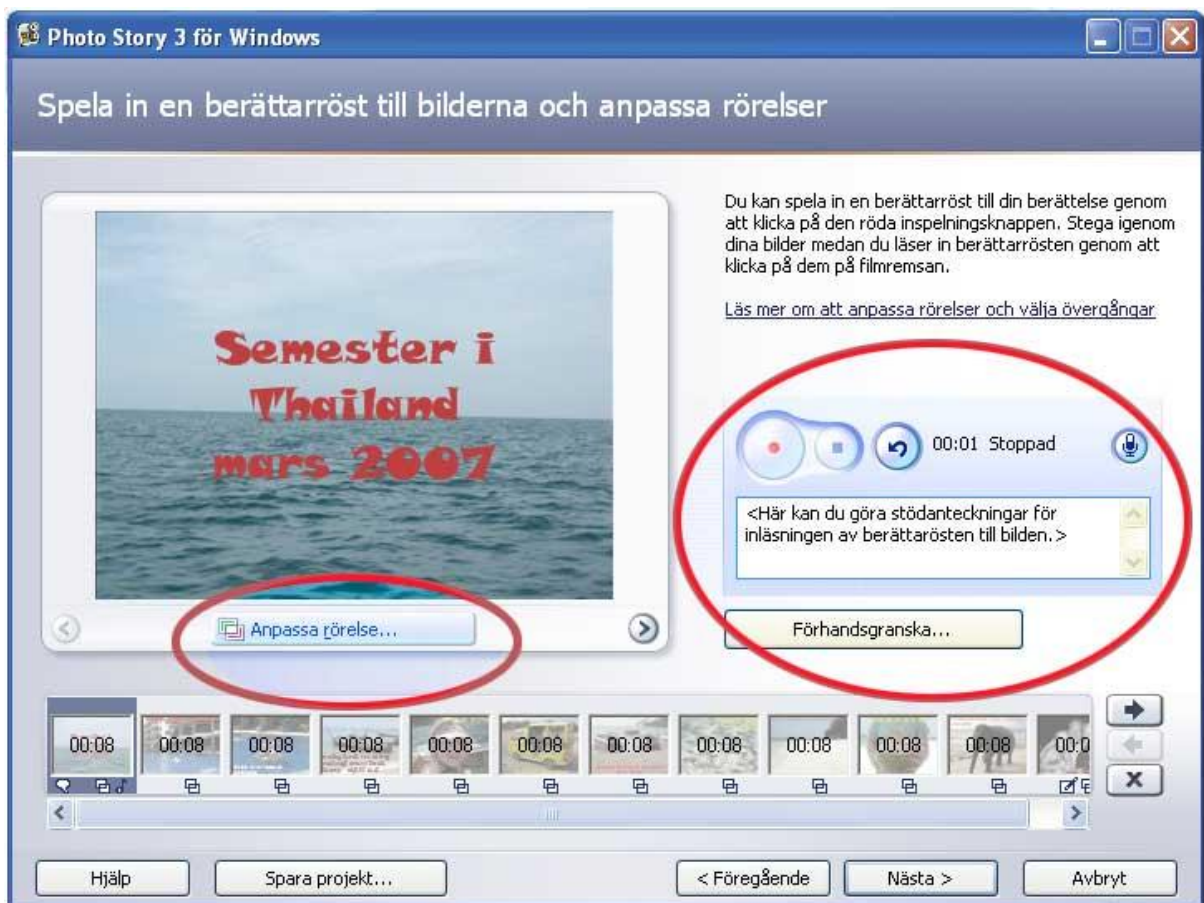 Photo Story 3 för Windows
Spela in en berättarröst till bilderna och anpassa rörelser
Semester i
Thailand
mars 2007
Anpassa rörelse...
Du kan spela in en berättarröst till din berättelse genom
att klicka på den röda inspelningsknappen. Stega igenom
dina bilder medan du läser in berättarrösten genom att
klicka på dem på filmremsan.
Läs mer om att anpassa rörelser och välja övergångar
00:01 Stoppad
<Här kan du göra stödanteckningar för
inläsningen av berättarösten till bilden.>
Förhandsgranska...
00:08 00:08 00:08 00:08 00:08 00:08 00:08 00:08 00:08 00:08 00:08 00:0
Hjälp Spara projekt... < Föregående Nästa > Avbryt